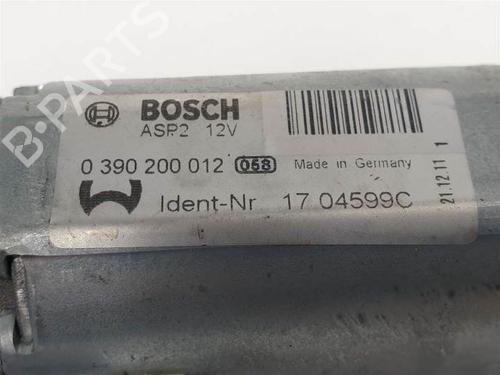 B-PARTS
BOSCH
ASP2 12V
0 390 200 012 058 Made in Germany
Ident-Nr 17 04599C
21.12.11 1